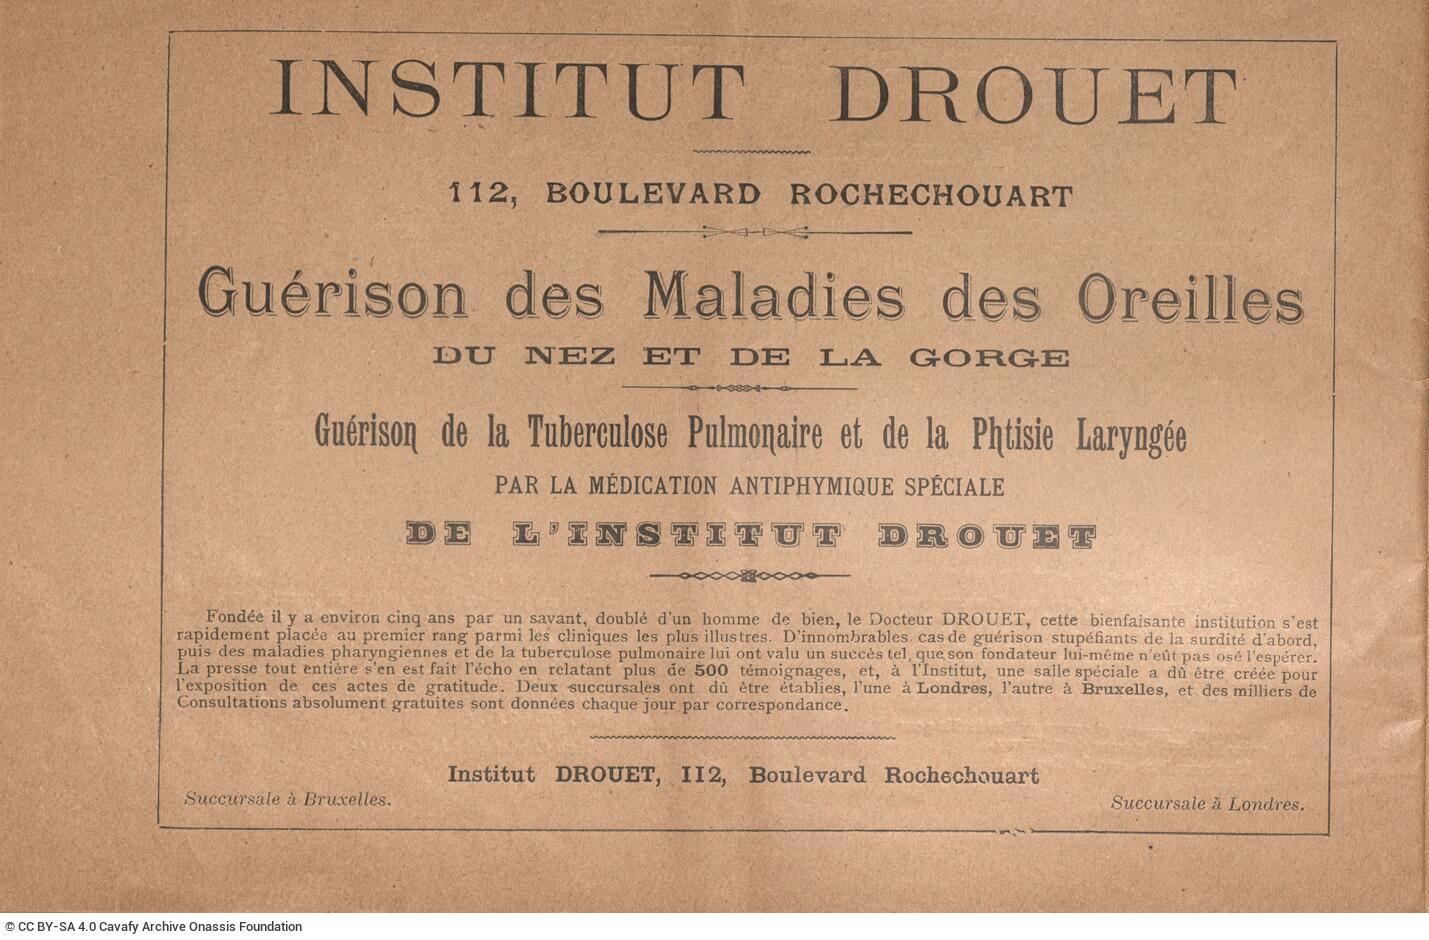 INSTITUT DROUET
112, BOULEVARD ROCHECHOUART
Guérison des Maladies des Oreilles
DU NEZ ET DE LA GORGE
Guérison de la Tuberculose Pulmonaire et de la Phtisie Laryngée
PAR LA MÉDICATION ANTIPHYMIQUE SPÉCIALE
DE L'INSTITUT DROUET
Fondée il y a environ cinq ans par un savant, doublé d'un homme de bien, le Docteur DROUET, cette bienfaisante institution s'est
rapidement placée au premier rang parmi les cliniques les plus illustres. D'innombrables cas de guérison stupéfiants de la surdité d'abord,
puis des maladies pharyngiennes et de la tuberculose pulmonaire lui ont valu un succès tel, que son fondateur lui-même n'eût pas osé l'espérer.
La presse tout entière s'en est fait l'écho en relatant plus de 500 témoignages, et, à l'Institut, une salle spéciale a dû être créée pour
l'exposition de ces actes de gratitude. Deux succursales ont dû être établies, l'une à Londres, l'autre à Bruxelles, et des milliers de
Consultations absolument gratuites sont données chaque jour par correspondance.
Institut DROUET, 112, Boulevard Rochechouart
Succursale à Bruxelles.
Succursale à Londres.
© CC BY-SA 4.0 Cavafy Archive Onassis Foundation